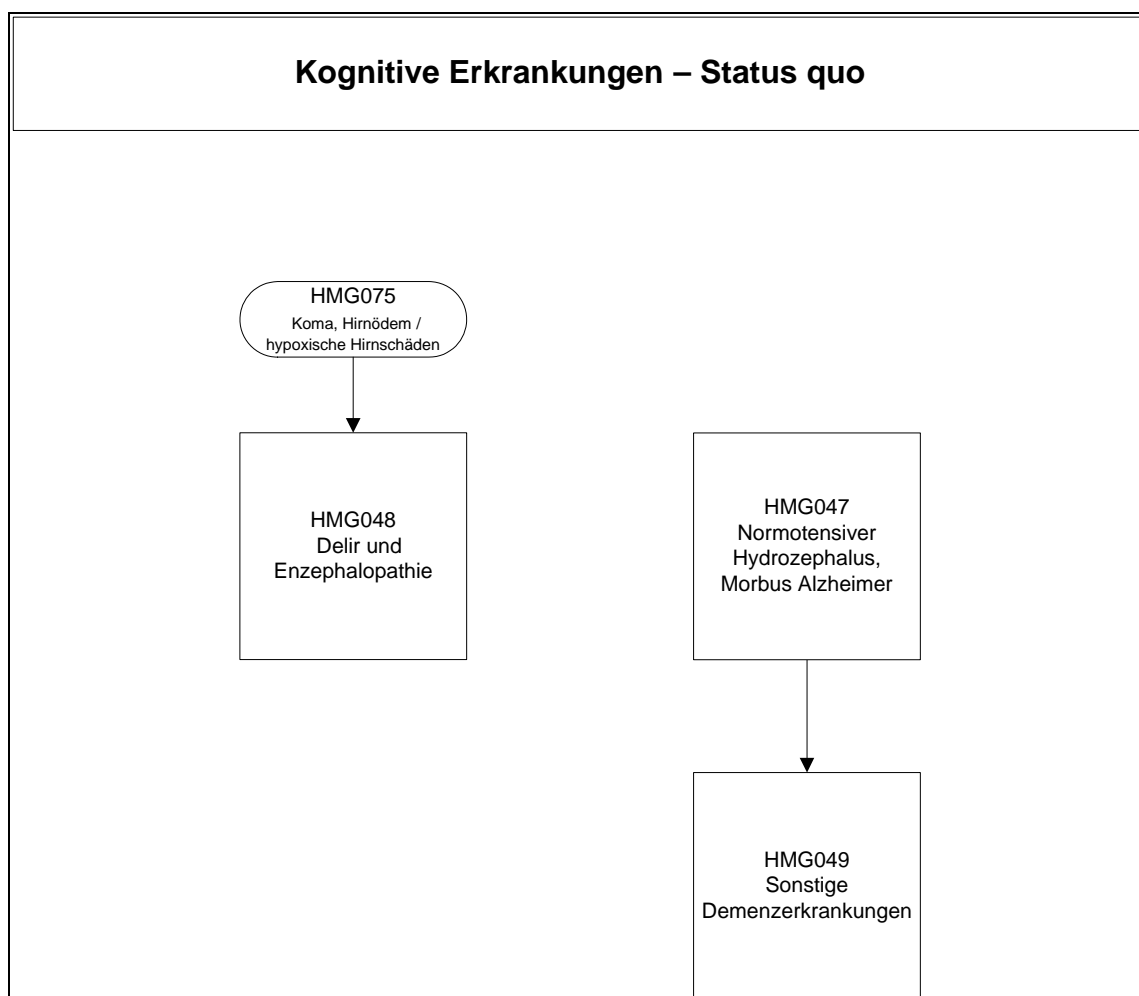 Kognitive Erkrankungen – Status quo
HMG075
Koma, Hirnödem /
hypoxische Hirnschäden
HMG048
Delir und
Enzephalopathie
HMG047
Normotensiver
Hydrozephalus,
Morbus Alzheimer
HMG049
Sonstige
Demenzerkrankungen